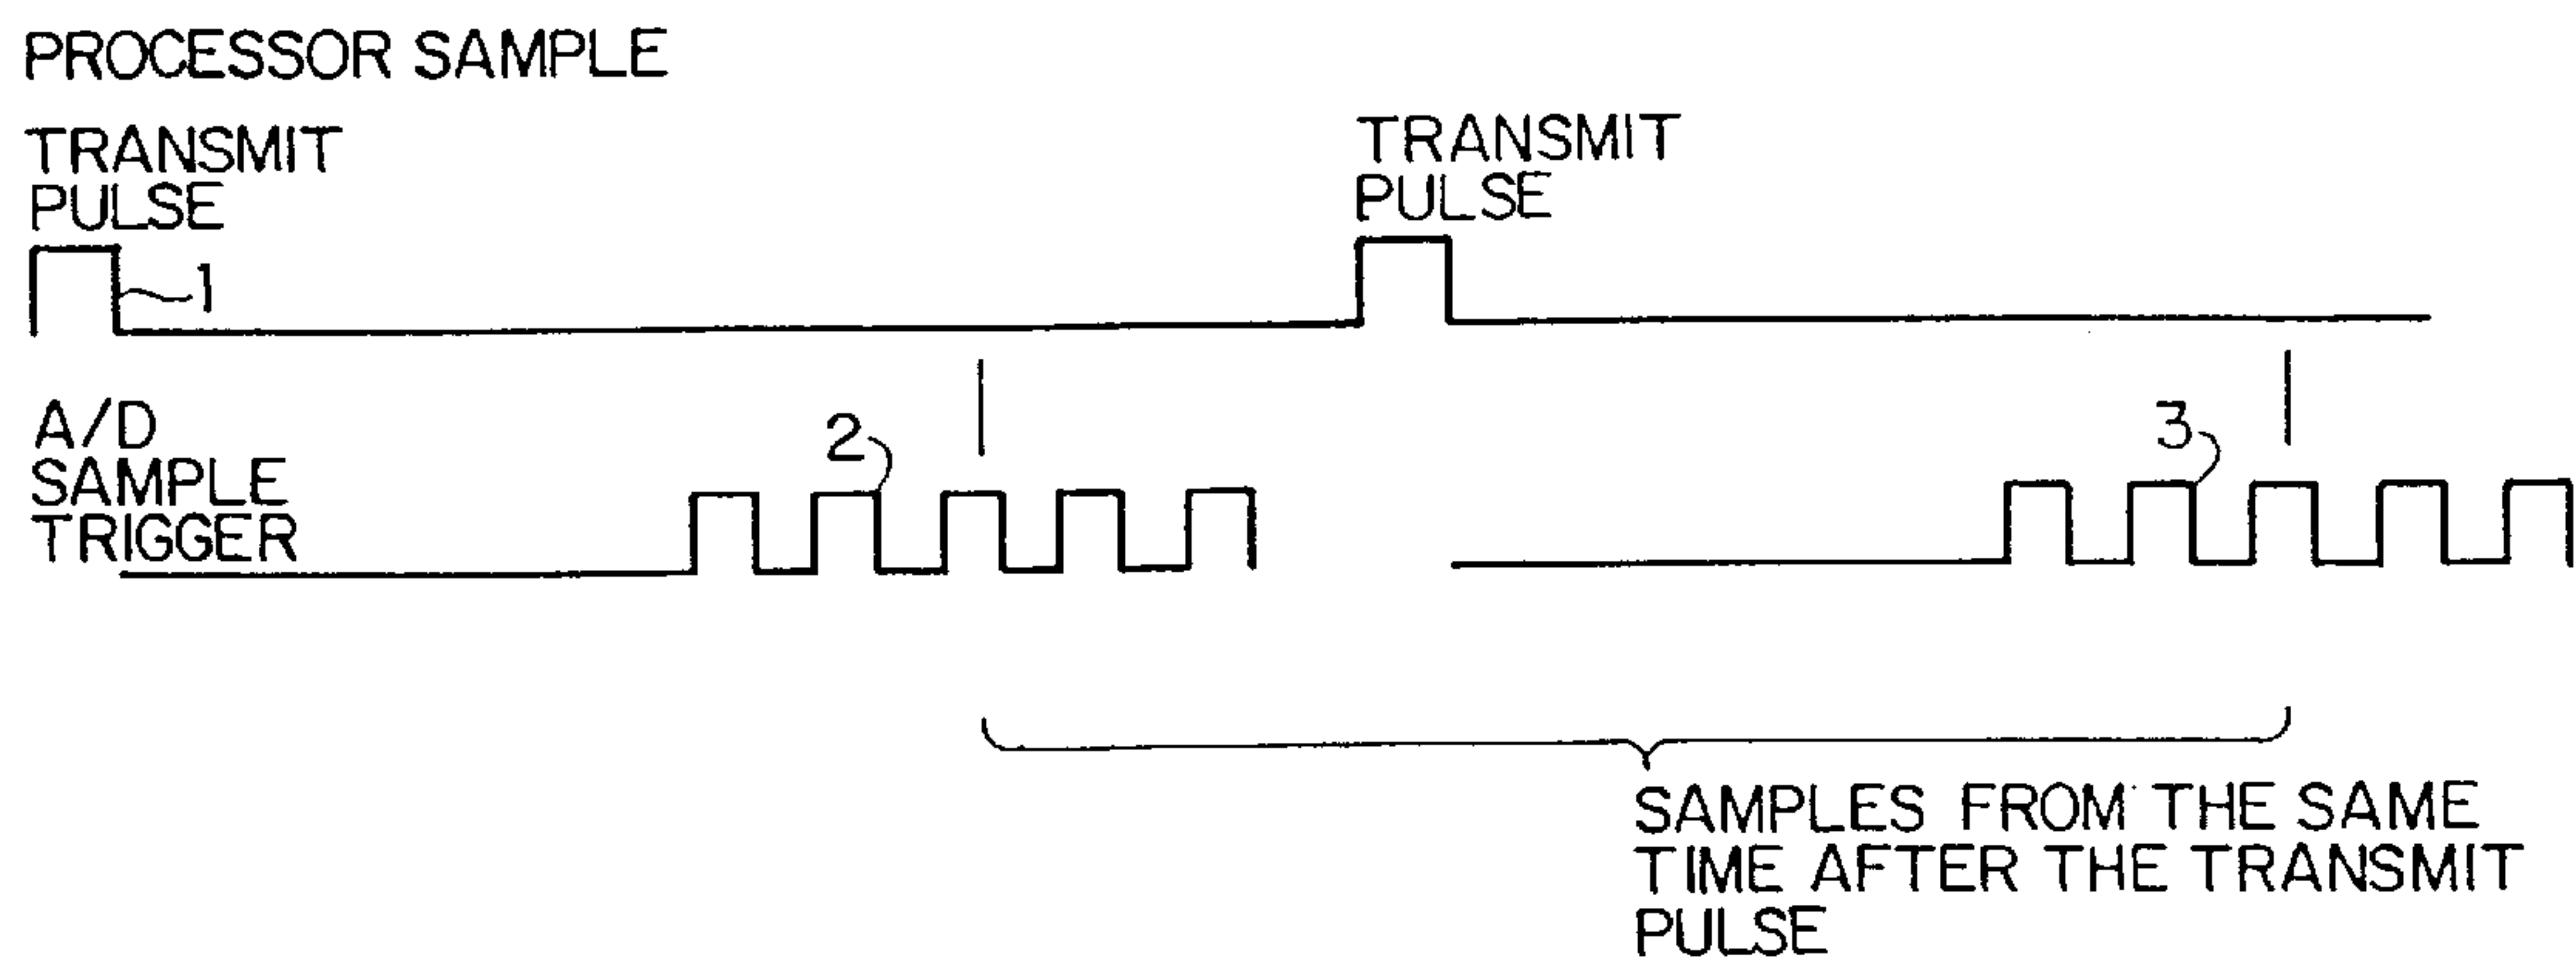 PROCESSOR SAMPLE
TRANSMIT
PULSE
TRANSMIT
PULSE
1
A/D
SAMPLE
TRIGGER
2
3
SAMPLES FROM THE SAME
TIME AFTER THE TRANSMIT
PULSE